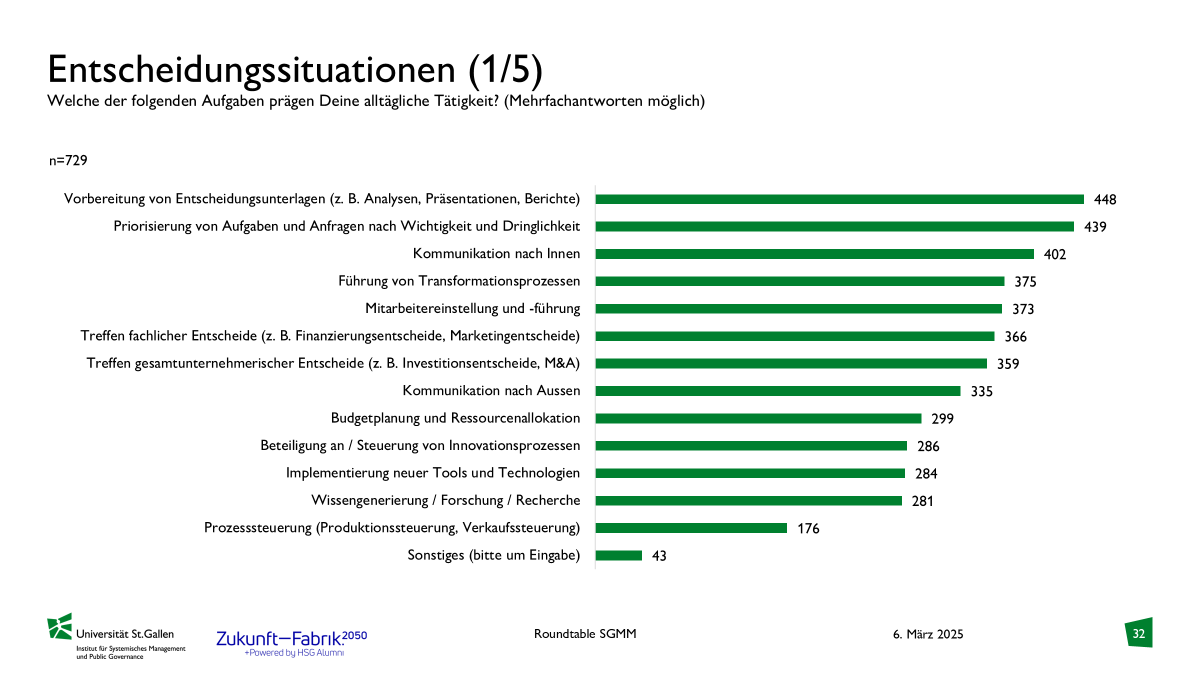 Entscheidungssituationen (1/5)
Welche der folgenden Aufgaben prägen Deine alltägliche Tätigkeit? (Mehrfachantworten möglich)
n=729
Vorbereitung von Entscheidungsunterlagen (z. B. Analysen, Präsentationen, Berichte) 448
Priorisierung von Aufgaben und Anfragen nach Wichtigkeit und Dringlichkeit 439
Kommunikation nach Innen 402
Führung von Transformationsprozessen 375
Mitarbeitereinstellung und -führung 373
Treffen fachlicher Entscheide (z. B. Finanzierungsentscheide, Marketingentscheide) 366
Treffen gesamtunternehmerischer Entscheide (z. B. Investitionsentscheide, M&A) 359
Kommunikation nach Aussen 335
Budgetplanung und Ressourcenallokation 299
Beteiligung an / Steuerung von Innovationsprozessen 286
Implementierung neuer Tools und Technologien 284
Wissengenerierung / Forschung / Recherche 281
Prozesssteuerung (Produktionssteuerung, Verkaufssteuerung) 176
Sonstiges (bitte um Eingabe) 43
Universität St.Gallen
Institut für Systemisches Management
und Public Governance
Zukunft—Fabrik.2050
+Powered by HSG Alumni
Roundtable SGMM
6. März 2025
32